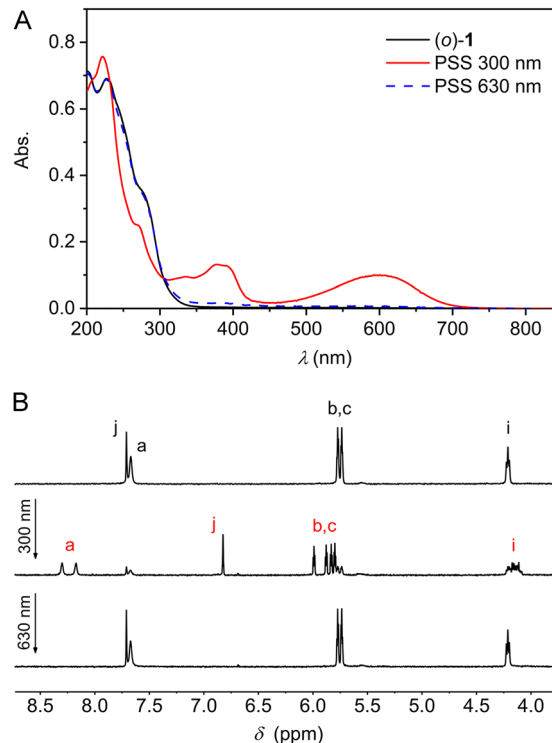 A
(o)-1
PSS 300 nm
PSS 630 nm
Abs.
0.8
0.6
0.4
0.2
0.0
200 300 400 500 600 700 800
λ (nm)
B
j a b,c i
300 nm
a j b,c i
630 nm
8.5 8.0 7.5 7.0 6.5 6.0 5.5 5.0 4.5 4.0
δ (ppm)